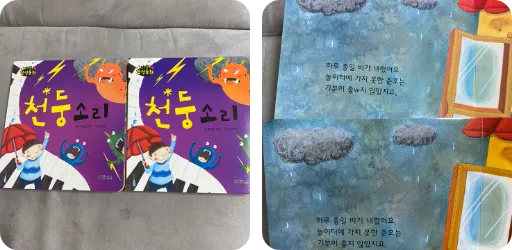 천둥소리
천둥소리
하루 종일 비가 내렸어요.
놀이터에 가지 못한 준호는
기분이 좋지 않았지요.
하루 종일 비가 내렸어요.
놀이터에 가지 못한 준호는
기분이 좋지 않았지요.